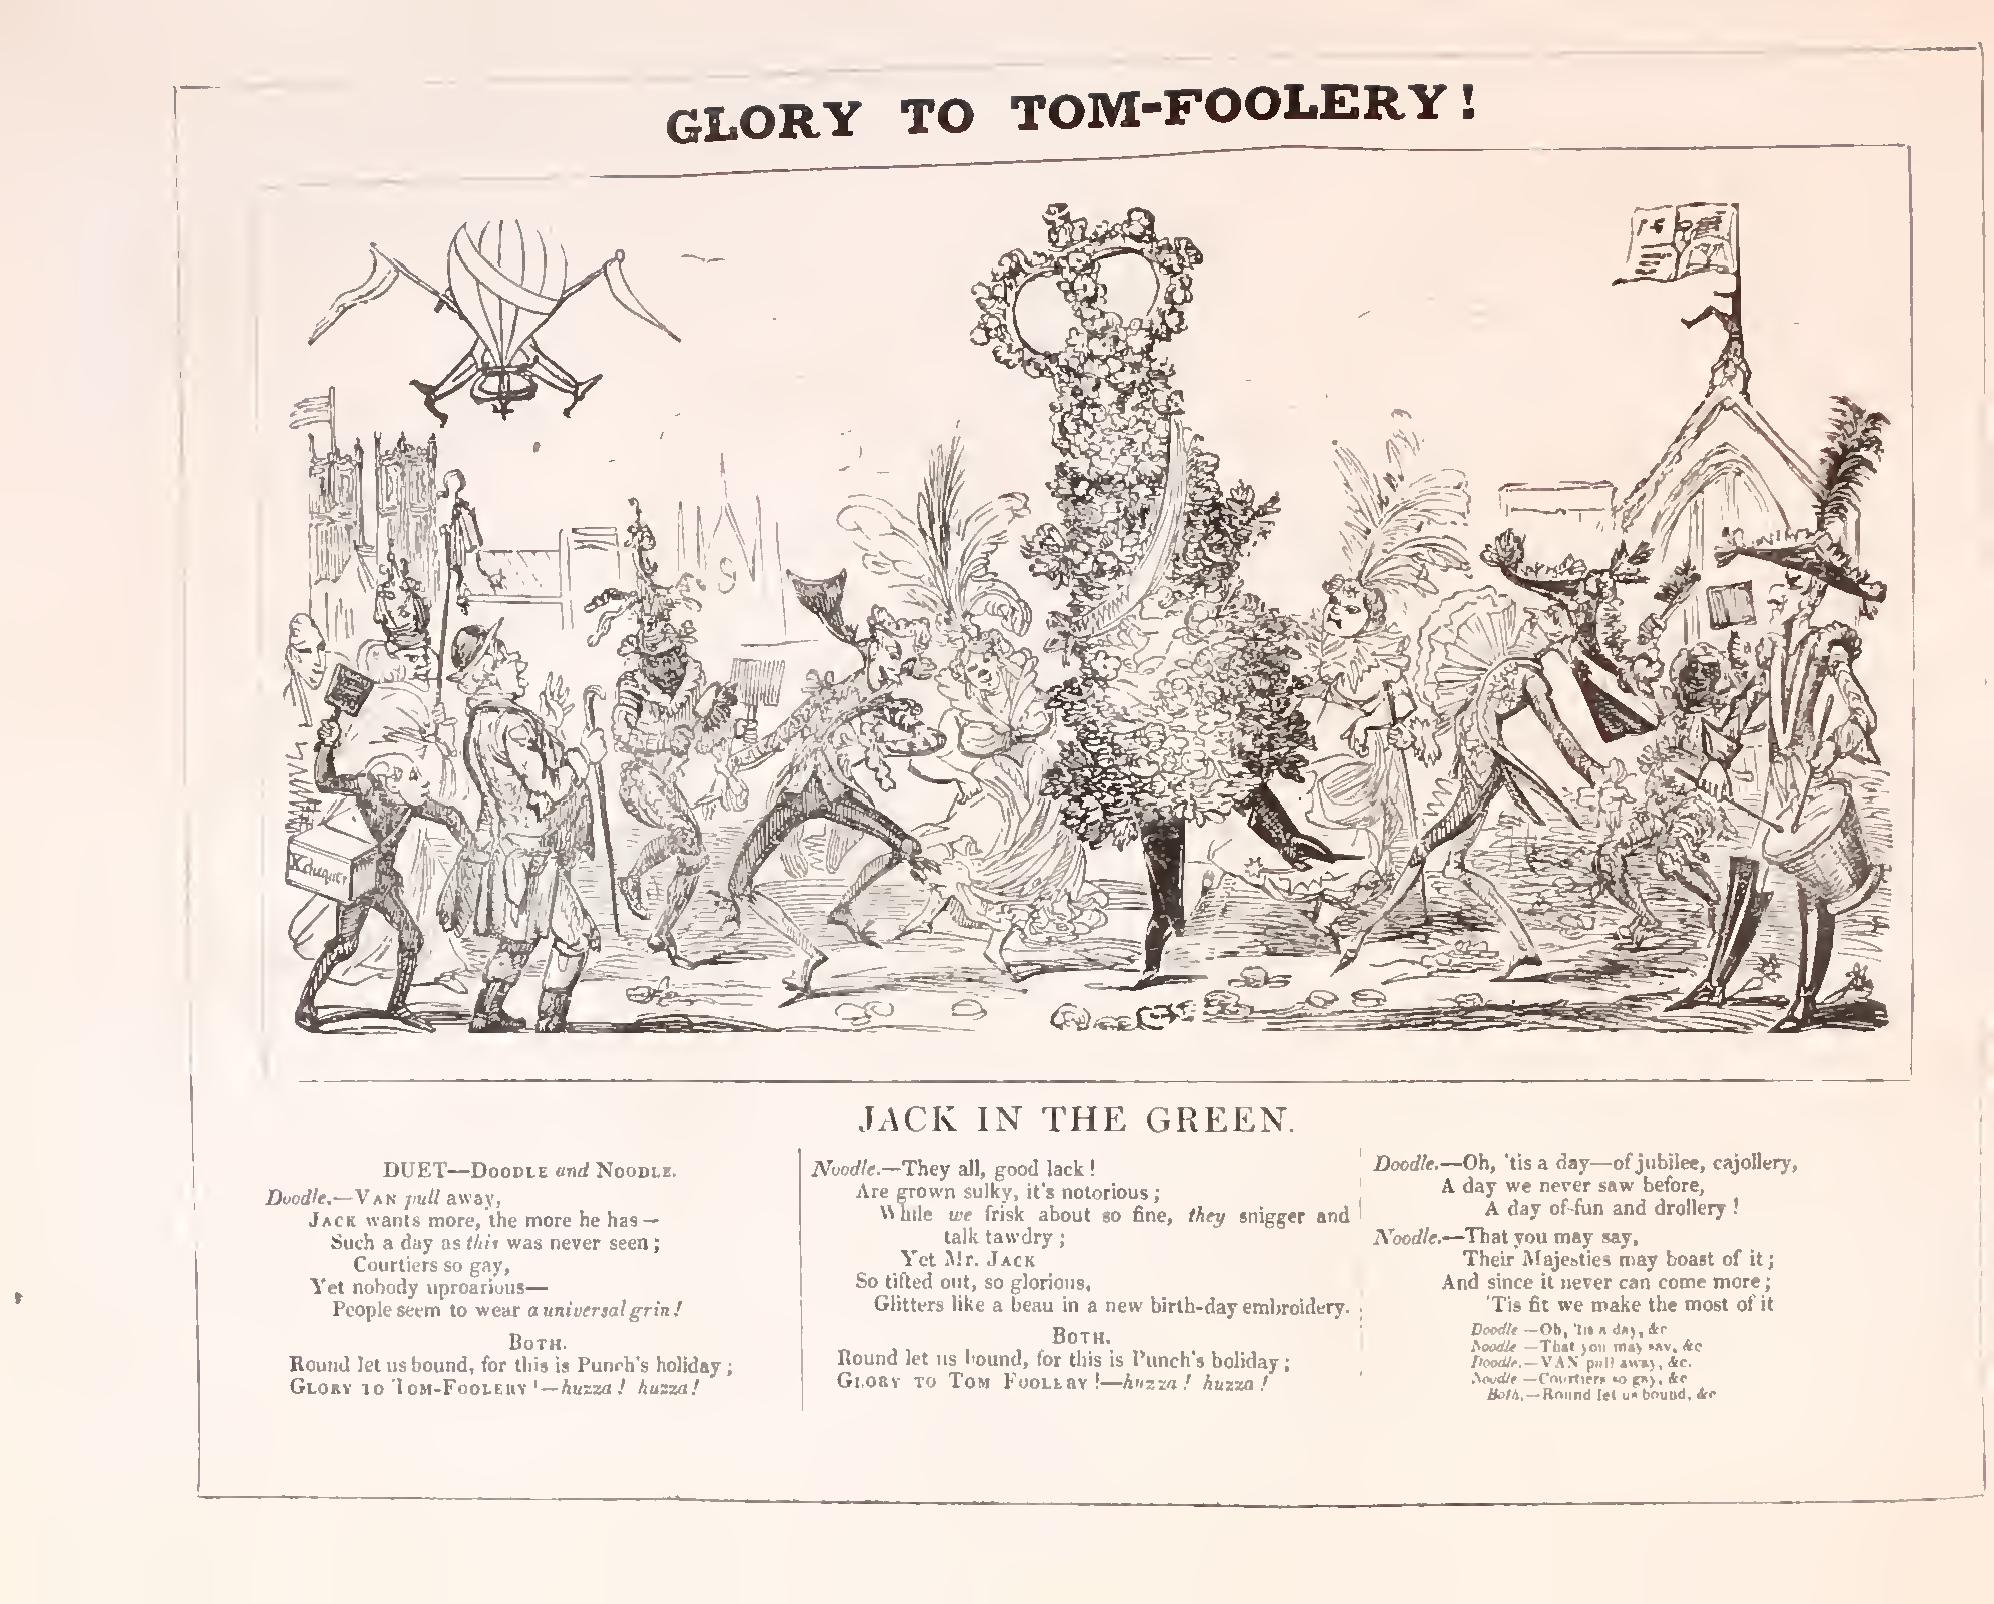 GLORY TO TOM-FOOLERY!
JACK IN THE GREEN.
DUET—DOODLE and NOODLE.
Doodle.—VAN pull away,
JACK wants more, the more he has—
Such a day as this was never seen;
Courtiers so gay,
Yet nobody uproarious—
People seem to wear a universal grin!
BOTH.
Round let us bound, for this is Punch's holiday;
GLORY TO TOM-FOOLERY!—huzza! huzza!
Noodle.—They all, good lack!
Are grown sulky, it's notorious;
While we frisk about so fine, they snigger and
talk tawdry;
Yet Mr. JACK
So tifted out, so glorious,
Glitters like a beau in a new birth-day embroidery.
BOTH.
Round let us bound, for this is Punch's holiday;
GLORY TO TOM FOOLERY!—huzza! huzza!
Doodle.—Oh, 'tis a day—of jubilee, cajollery,
A day we never saw before,
A day of fun and drollery!
Noodle.—That you may say,
Their Majesties may boast of it;
And since it never can come more;
'Tis fit we make the most of it
Doodle—Oh, 'tis a day, &c
Noodle—That you may say, &c
Doodle.—VAN pull away, &c.
Noodle—Courtiers so gay, &c
Both,—Round let us bound, &c